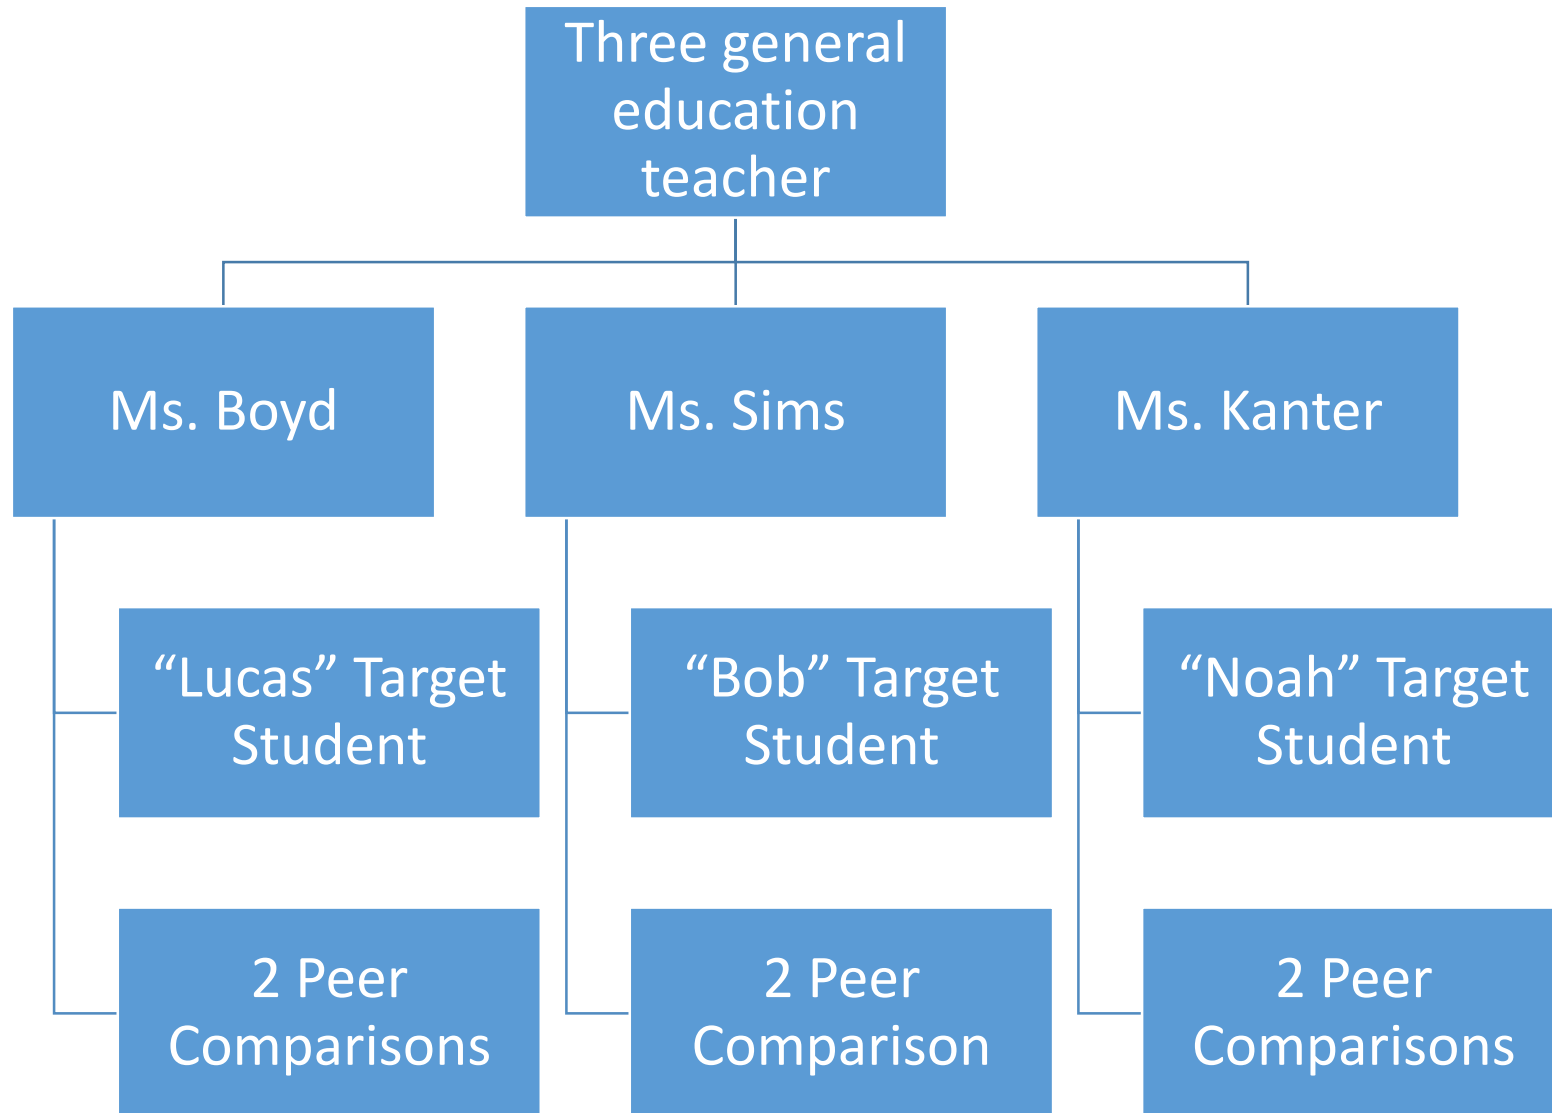 Three general
education
teacher
Ms. Boyd
Ms. Sims
Ms. Kanter
“Lucas” Target
Student
“Bob” Target
Student
“Noah” Target
Student
2 Peer
Comparisons
2 Peer
Comparison
2 Peer
Comparisons